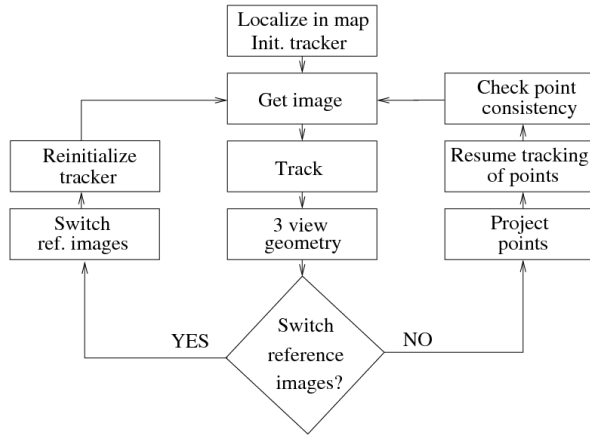 Localize in map
Init. tracker
Get image
Check point
consistency
Reinitialize
tracker
Track
Resume tracking
of points
Switch
ref. images
3 view
geometry
Project
points
YES
Switch
reference
images?
NO